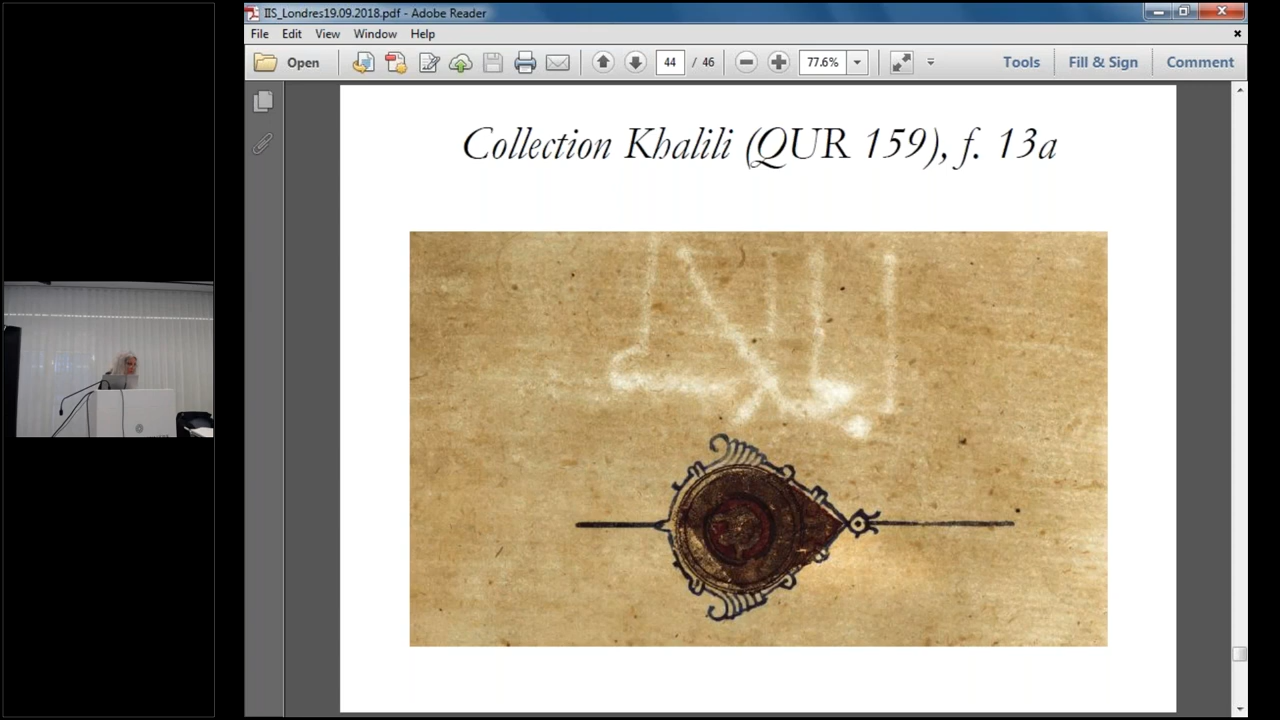 IIS_Londres19.09.2018.pdf - Adobe Reader
File Edit View Window Help
Open 44 / 46 77.6% Tools Fill & Sign Comment
Collection Khalili (QUR 159), f. 13a